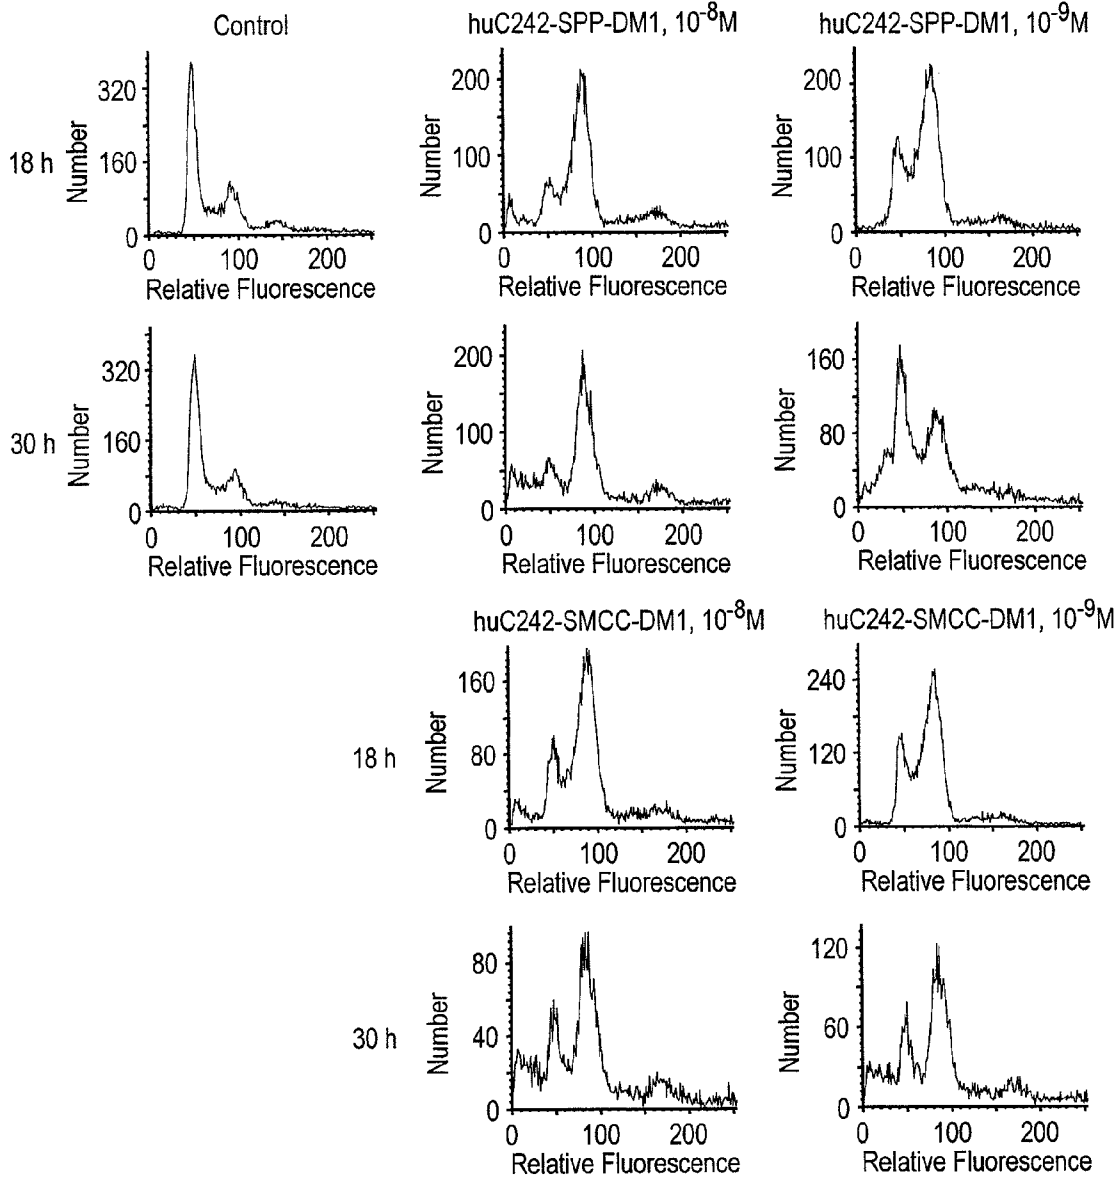 Control
huC242-SPP-DM1, 10⁻⁸M
huC242-SPP-DM1, 10⁻⁹M
18 h
Number
320
160
0
0 100 200
Relative Fluorescence
Number
200
100
0
0 100 200
Relative Fluorescence
Number
200
100
0
0 100 200
Relative Fluorescence
30 h
Number
320
160
0
0 100 200
Relative Fluorescence
Number
200
100
0
0 100 200
Relative Fluorescence
Number
160
80
0
0 100 200
Relative Fluorescence
huC242-SMCC-DM1, 10⁻⁸M
huC242-SMCC-DM1, 10⁻⁹M
18 h
Number
160
80
0
0 100 200
Relative Fluorescence
Number
240
120
0
0 100 200
Relative Fluorescence
30 h
Number
80
40
0
0 100 200
Relative Fluorescence
Number
120
60
0
0 100 200
Relative Fluorescence